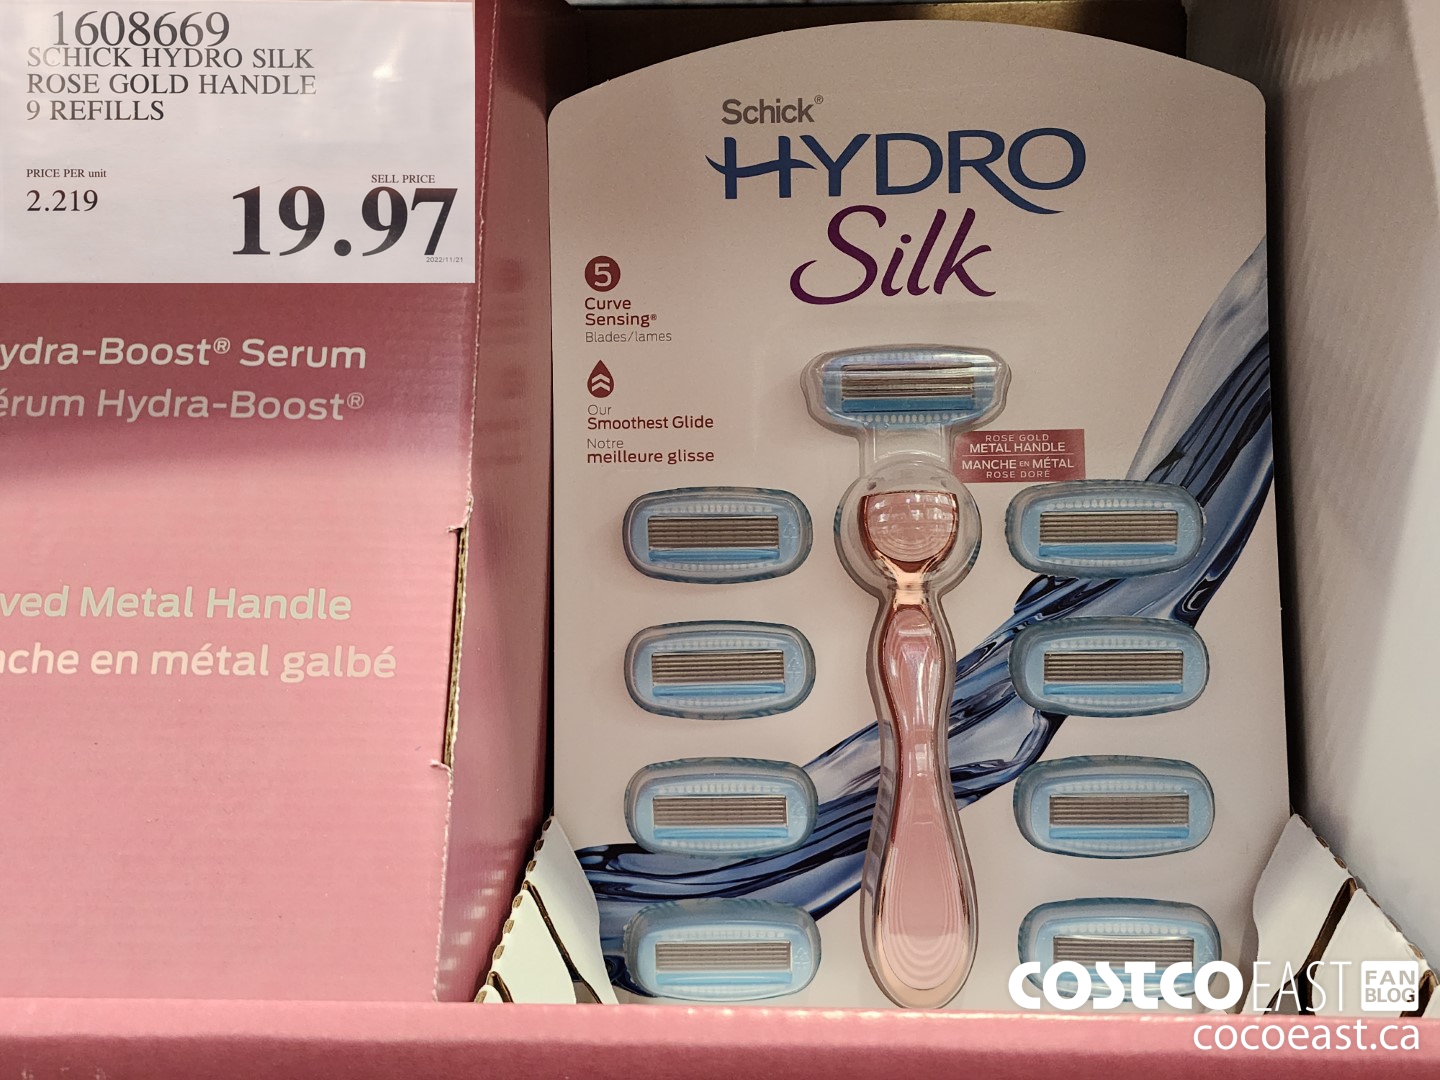 1608669
SCHICK HYDRO SILK
ROSE GOLD HANDLE
9 REFILLS
PRICE PER unit
2.219
SELL PRICE
19.97
2022/11/21
ydra-Boost® Serum
érum Hydra-Boost®
ved Metal Handle
nche en métal galbé
Schick®
HYDRO
Silk
5
Curve
Sensing®
Blades/lames
Our
Smoothest Glide
Notre
meilleure glisse
ROSE GOLD
METAL HANDLE
MANCHE EN MÉTAL
ROSE DORÉ
COSTCO EAST FAN BLOG
cocoeast.ca